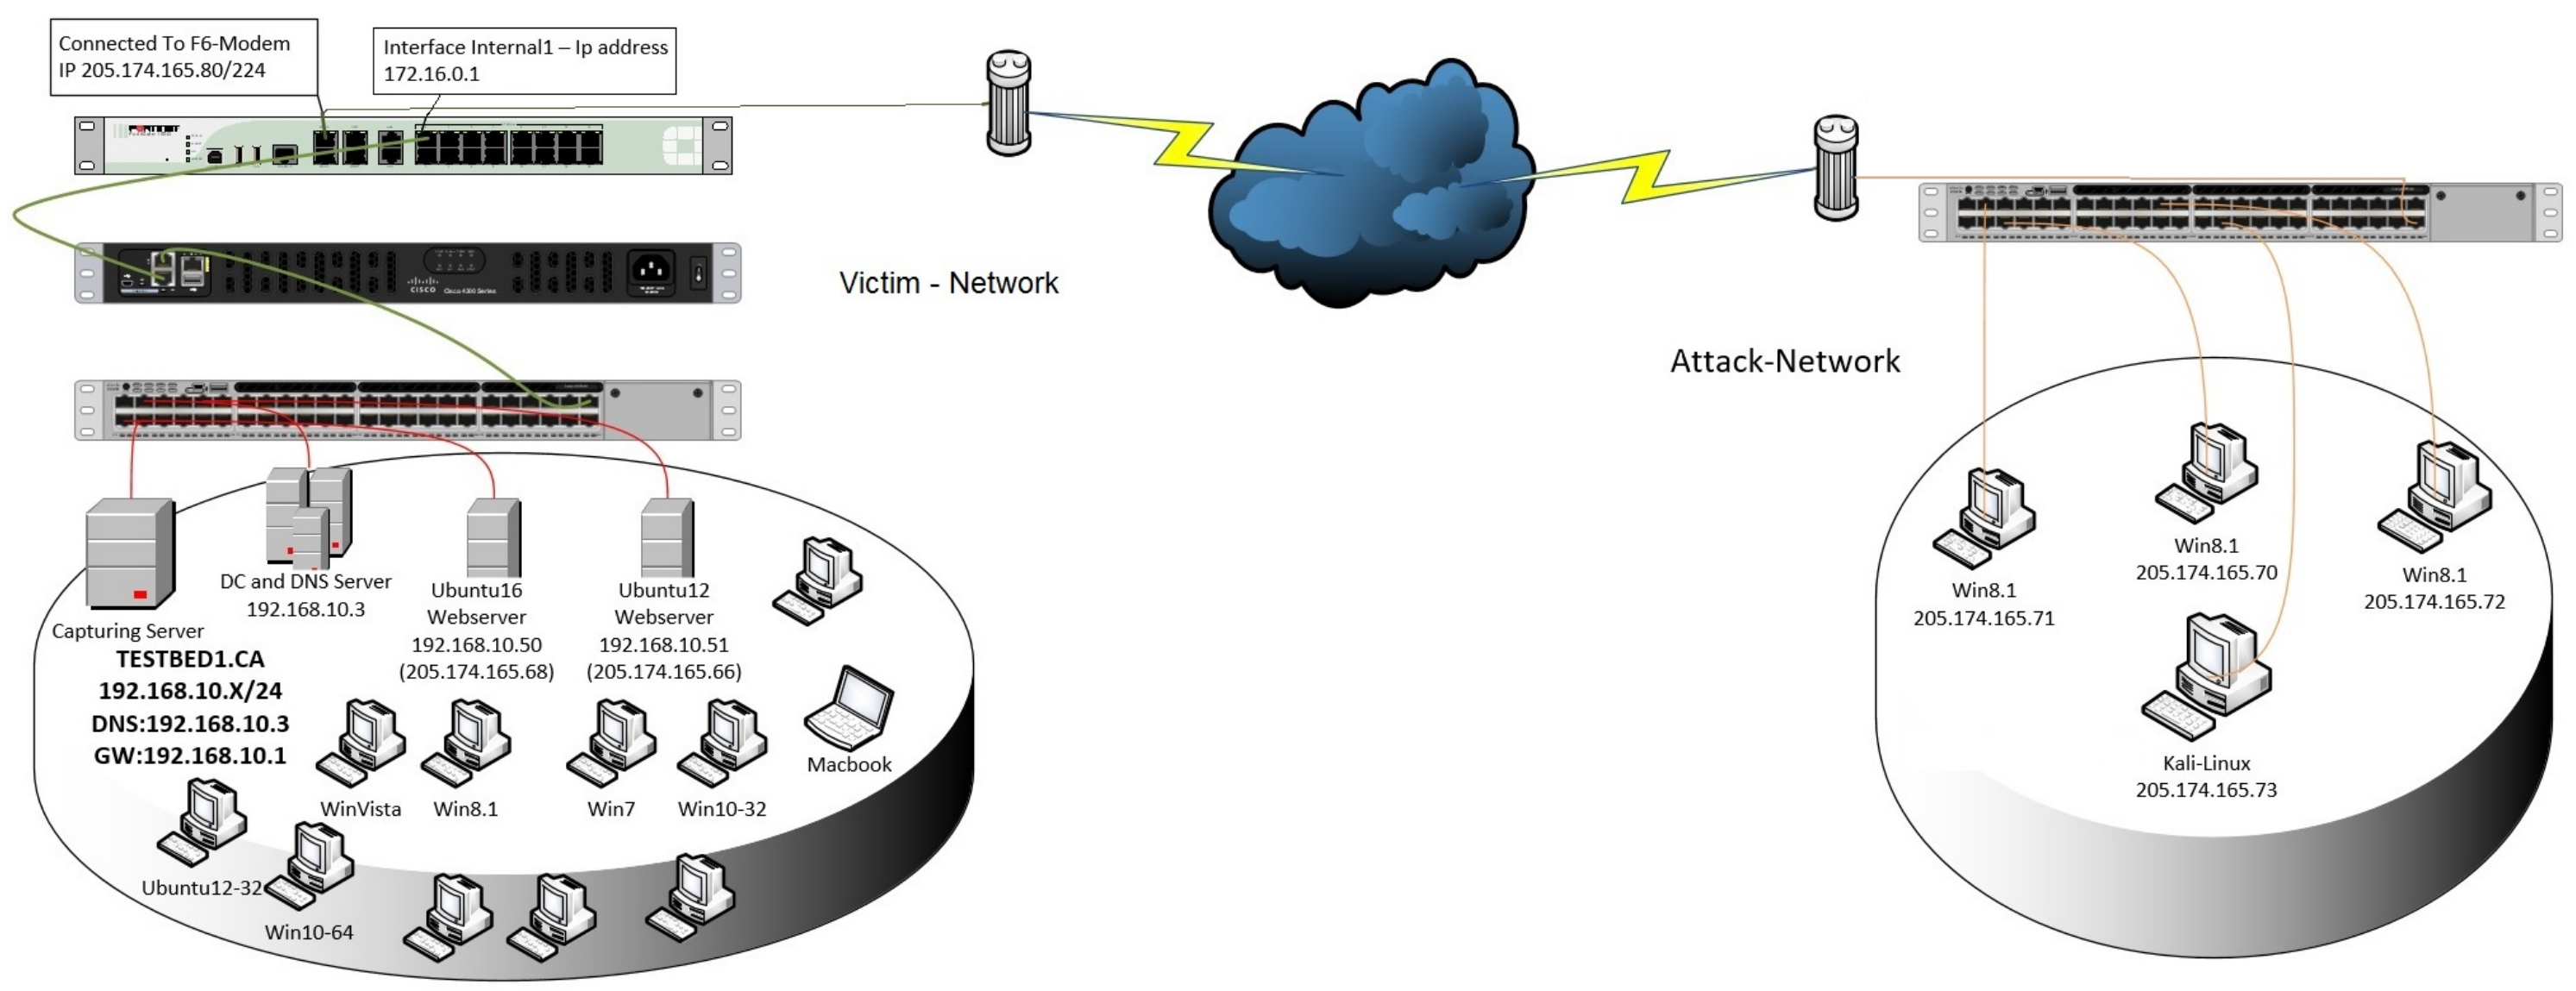 Connected To F6-Modem
IP 205.174.165.80/224
Interface Internal1 – Ip address
172.16.0.1
CISCO
Cisco 4300 Series
Victim - Network
Attack-Network
Capturing Server
TESTBED1.CA
192.168.10.X/24
DNS:192.168.10.3
GW:192.168.10.1
DC and DNS Server
192.168.10.3
Ubuntu16
Webserver
192.168.10.50
(205.174.165.68)
Ubuntu12
Webserver
192.168.10.51
(205.174.165.66)
WinVista
Win8.1
Win7
Win10-32
Macbook
Ubuntu12-32
Win10-64
Win8.1
205.174.165.71
Win8.1
205.174.165.70
Win8.1
205.174.165.72
Kali-Linux
205.174.165.73